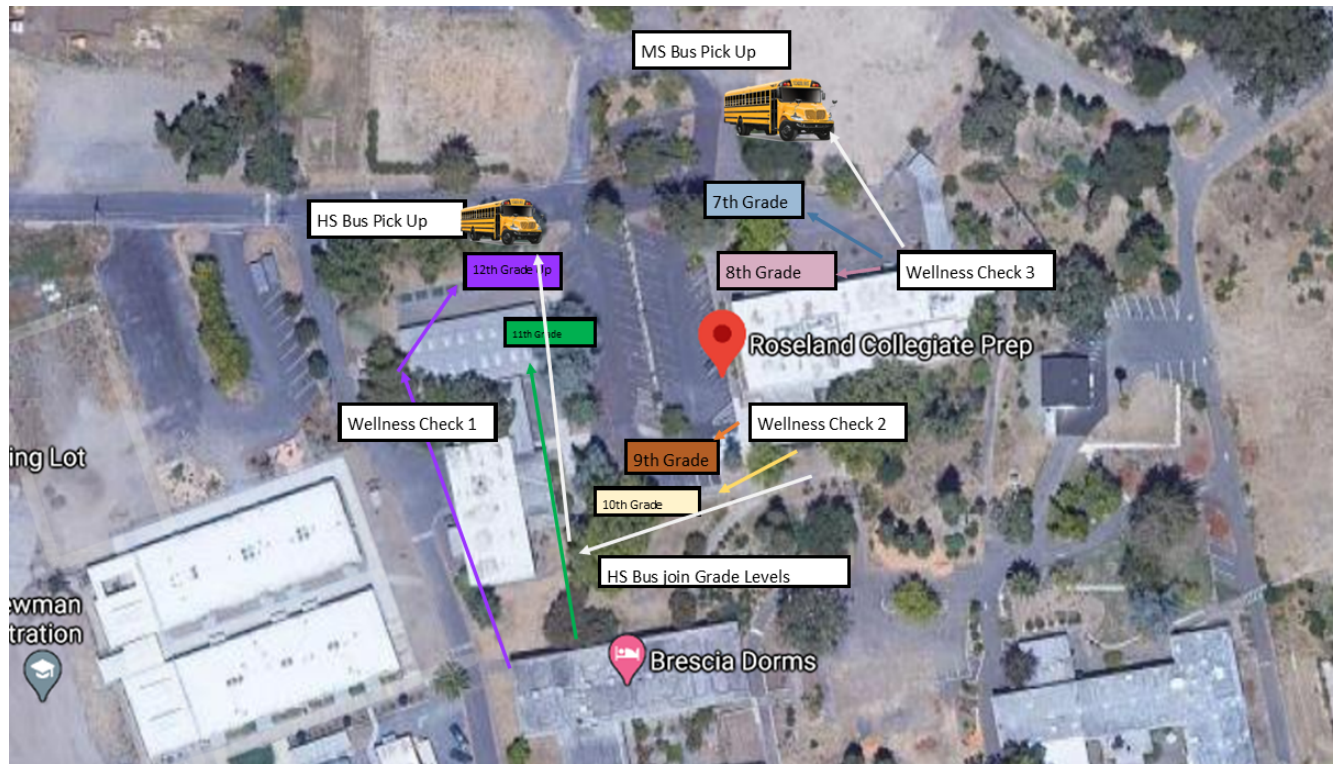 MS Bus Pick Up
7th Grade
HS Bus Pick Up
12th Grade Up
8th Grade
Wellness Check 3
11th Grade
Roseland Collegiate Prep
Wellness Check 1
Wellness Check 2
ing Lot
9th Grade
10th Grade
HS Bus join Grade Levels
ewman
tration
Brescia Dorms